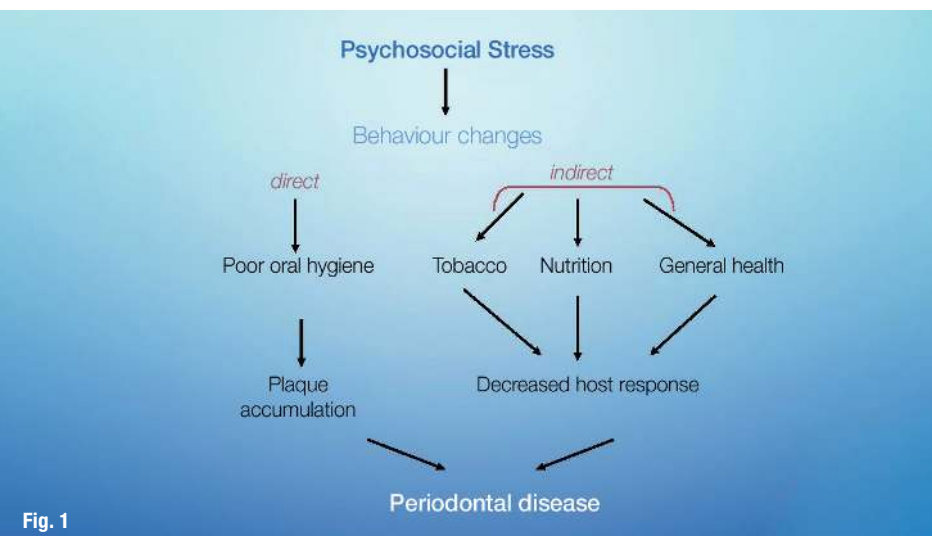 Psychosocial Stress
Behaviour changes
direct
indirect
Poor oral hygiene
Tobacco
Nutrition
General health
Plaque
accumulation
Decreased host response
Periodontal disease
Fig. 1